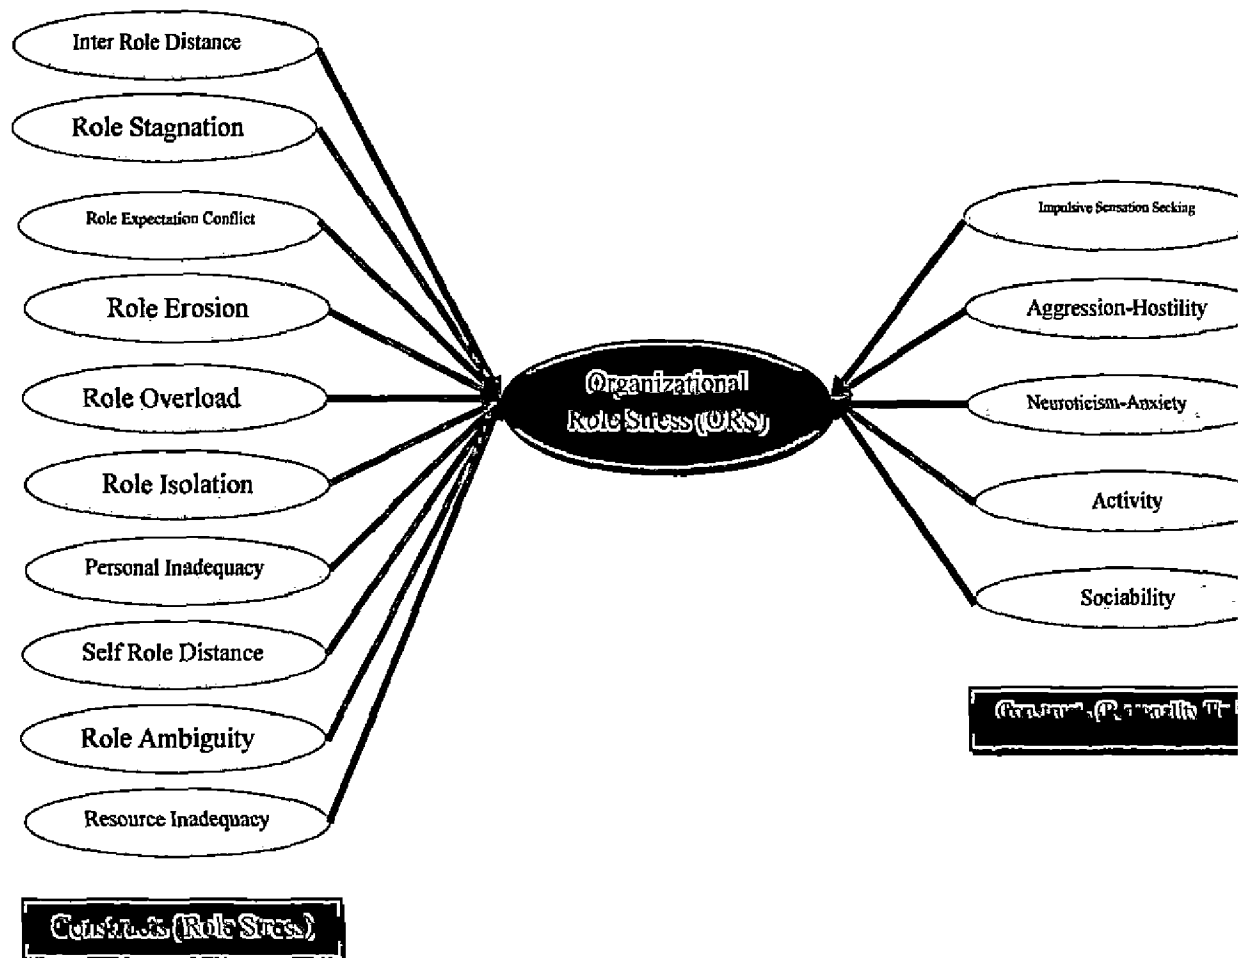 Inter Role Distance
Role Stagnation
Role Expectation Conflict
Role Erosion
Role Overload
Role Isolation
Personal Inadequacy
Self Role Distance
Role Ambiguity
Resource Inadequacy
Constructs (Role Stress)
Organizational
Role Stress (ORS)
Impulsive Sensation Seeking
Aggression-Hostility
Neuroticism-Anxiety
Activity
Sociability